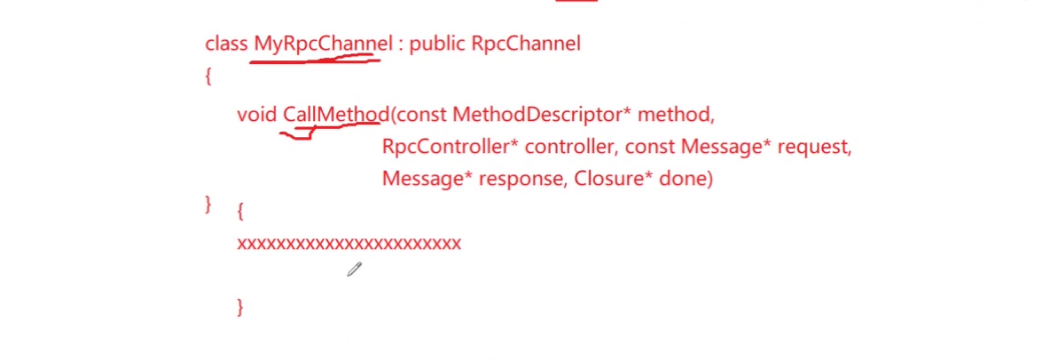 class MyRpcChannel : public RpcChannel
{
void CallMethod(const MethodDescriptor* method,
RpcController* controller, const Message* request,
Message* response, Closure* done)
} {
xxxxxxxxxxxxxxxxxxxxxxx
}